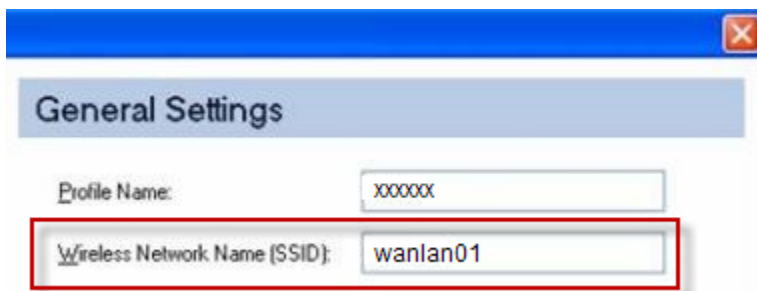 General Settings
Profile Name: xxxxxx
Wireless Network Name (SSID): wanlan01